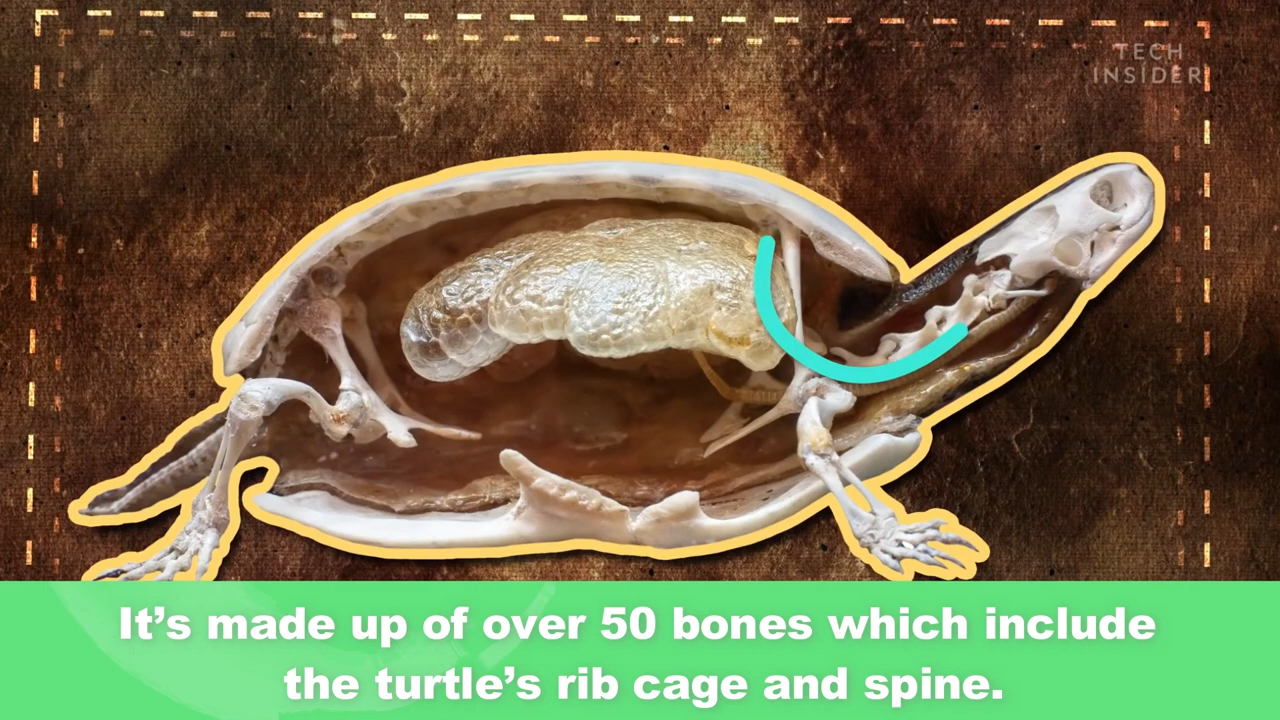 TECH
INSIDER
It’s made up of over 50 bones which include
the turtle’s rib cage and spine.